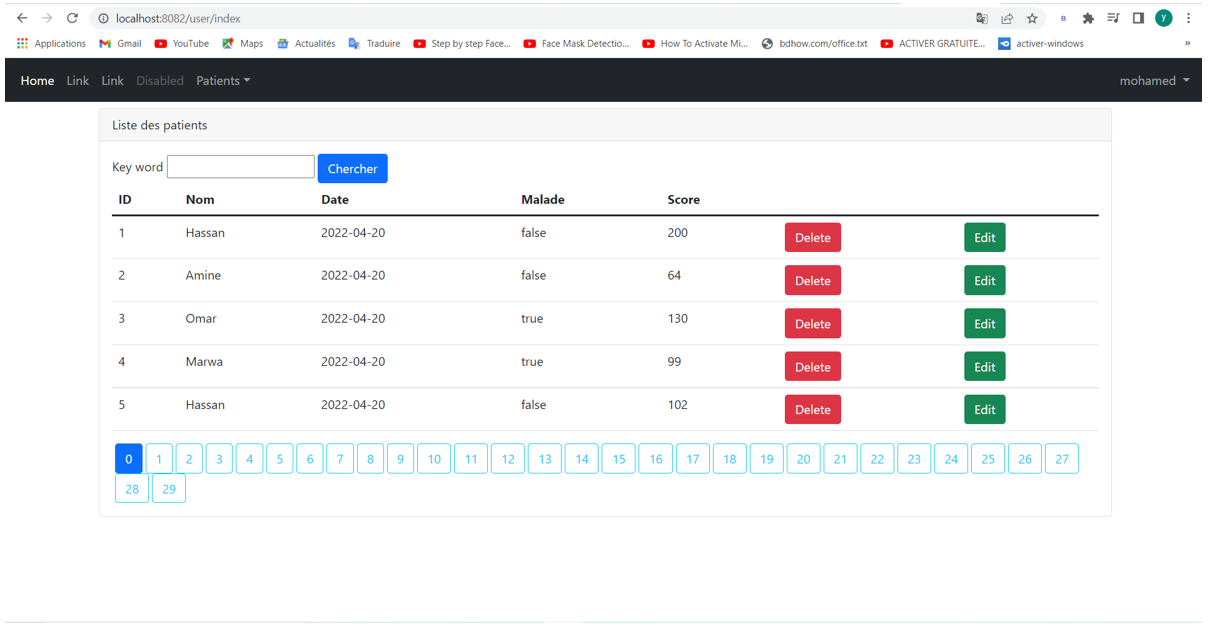 localhost:8082/user/index
B
y
Applications Gmail YouTube Maps Actualités Traduire Step by step Face... Face Mask Detectio... How To Activate Mi... bdhow.com/office.txt ACTIVER GRATUITE... activer-windows »
Home Link Link Disabled Patients mohamed
Liste des patients
Key word Chercher
ID Nom Date Malade Score
1 Hassan 2022-04-20 false 200 Delete Edit
2 Amine 2022-04-20 false 64 Delete Edit
3 Omar 2022-04-20 true 130 Delete Edit
4 Marwa 2022-04-20 true 99 Delete Edit
5 Hassan 2022-04-20 false 102 Delete Edit
0 1 2 3 4 5 6 7 8 9 10 11 12 13 14 15 16 17 18 19 20 21 22 23 24 25 26 27
28 29